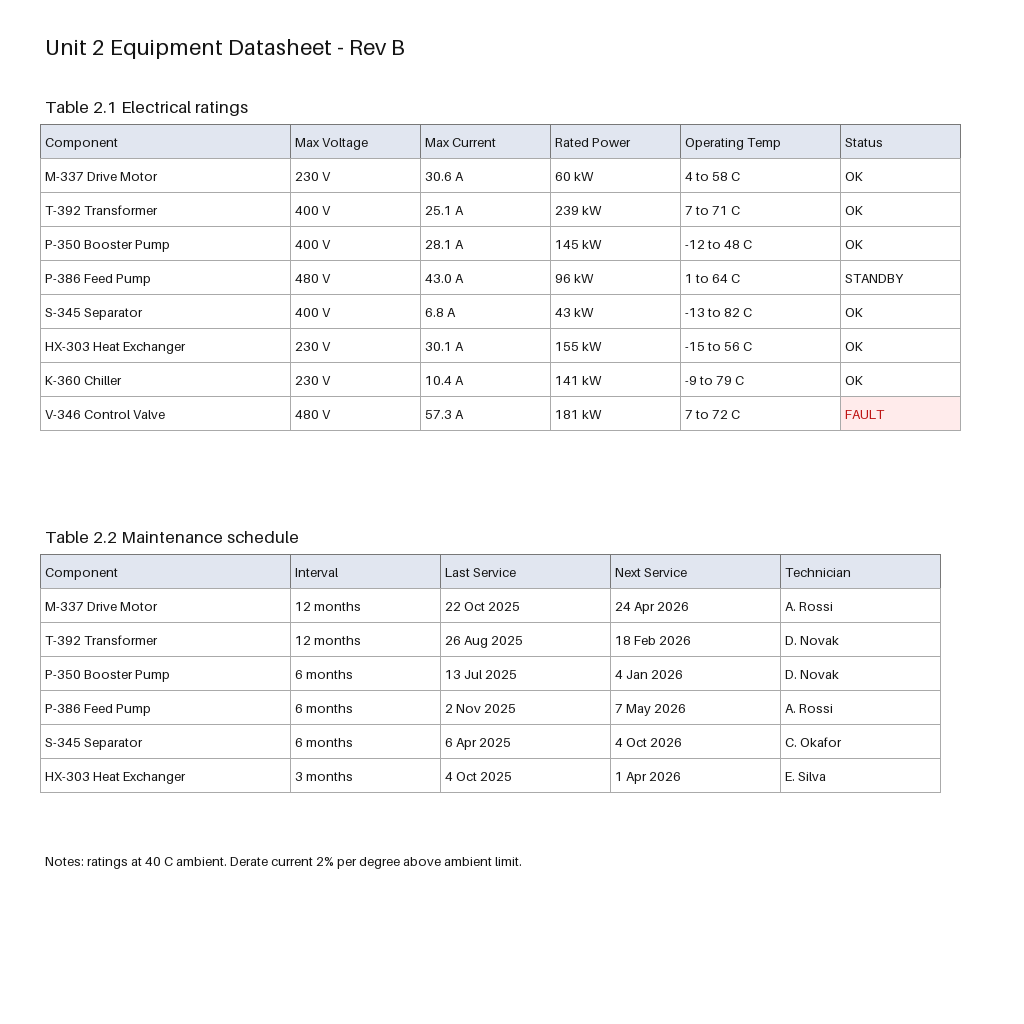 Unit 2 Equipment Datasheet - Rev B
Table 2.1 Electrical ratings
Component Max Voltage Max Current Rated Power Operating Temp Status
M-337 Drive Motor 230 V 30.6 A 60 kW 4 to 58 C OK
T-392 Transformer 400 V 25.1 A 239 kW 7 to 71 C OK
P-350 Booster Pump 400 V 28.1 A 145 kW -12 to 48 C OK
P-386 Feed Pump 480 V 43.0 A 96 kW 1 to 64 C STANDBY
S-345 Separator 400 V 6.8 A 43 kW -13 to 82 C OK
HX-303 Heat Exchanger 230 V 30.1 A 155 kW -15 to 56 C OK
K-360 Chiller 230 V 10.4 A 141 kW -9 to 79 C OK
V-346 Control Valve 480 V 57.3 A 181 kW 7 to 72 C FAULT
Table 2.2 Maintenance schedule
Component Interval Last Service Next Service Technician
M-337 Drive Motor 12 months 22 Oct 2025 24 Apr 2026 A. Rossi
T-392 Transformer 12 months 26 Aug 2025 18 Feb 2026 D. Novak
P-350 Booster Pump 6 months 13 Jul 2025 4 Jan 2026 D. Novak
P-386 Feed Pump 6 months 2 Nov 2025 7 May 2026 A. Rossi
S-345 Separator 6 months 6 Apr 2025 4 Oct 2026 C. Okafor
HX-303 Heat Exchanger 3 months 4 Oct 2025 1 Apr 2026 E. Silva
Notes: ratings at 40 C ambient. Derate current 2% per degree above ambient limit.